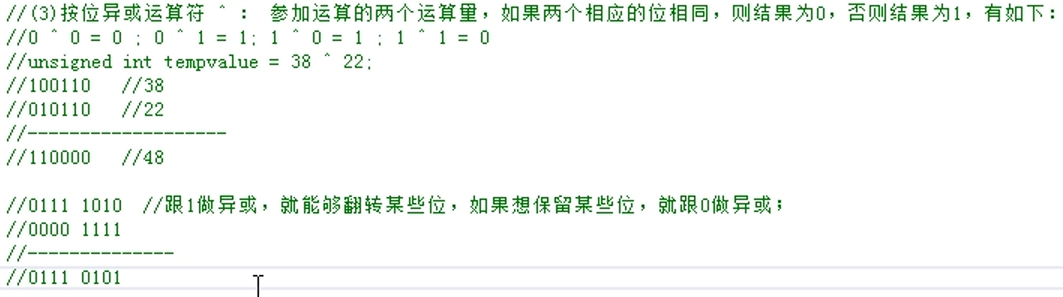 //(3)按位异或运算符 ^ : 参加运算的两个运算量，如果两个相应的位相同，则结果为0，否则结果为1，有如下：
//0 ^ 0 = 0 ; 0 ^ 1 = 1; 1 ^ 0 = 1 ; 1 ^ 1 = 0
//unsigned int tempvalue = 38 ^ 22;
//100110 //38
//010110 //22
//-------------------
//110000 //48
//0111 1010 //跟1做异或，就能够翻转某些位，如果想保留某些位，就跟0做异或；
//0000 1111
//--------------
//0111 0101